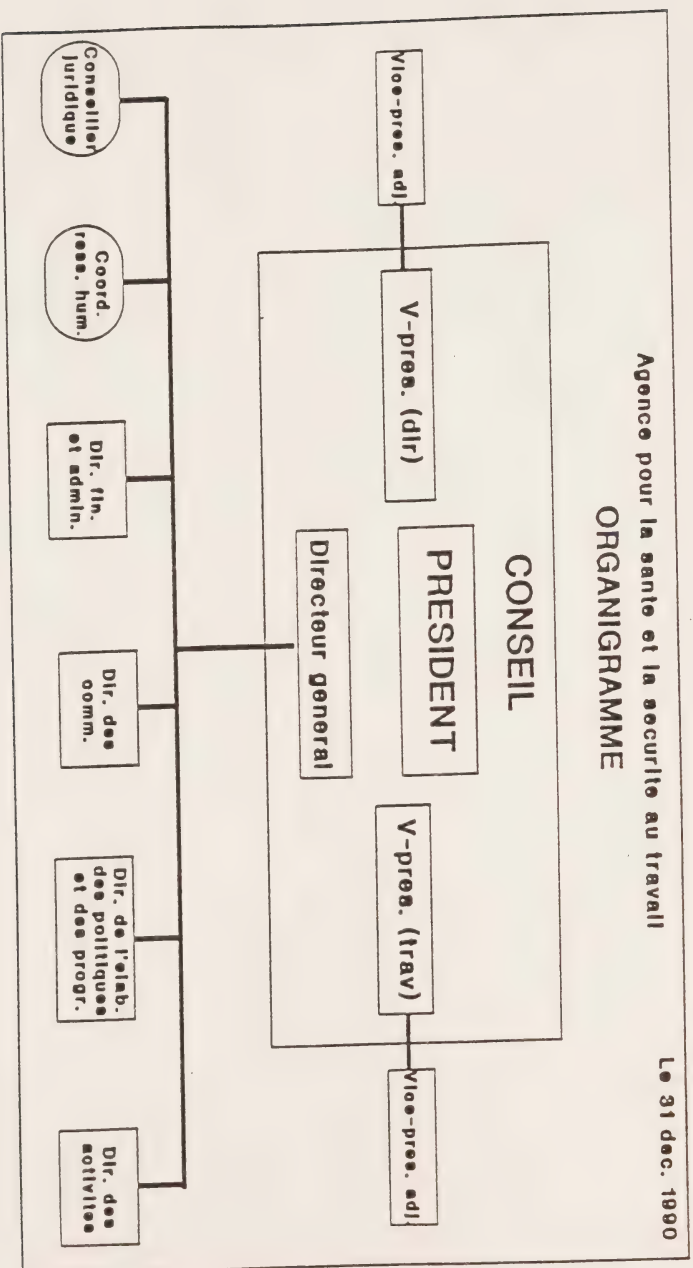 Agence pour la sante et la securite au travail
Le 31 dec. 1990
ORGANIGRAMME
CONSEIL
Vice-pres. adj.
V-pres. (dir)
PRESIDENT
V-pres. (trav)
Vice-pres. adj.
Directeur general
Conseiller
juridique
Coord.
ress. hum.
Dir. fin.
et admin.
Dir. des
comm.
Dir. de l'elab.
des politiques
et des progr.
Dir. des
activites